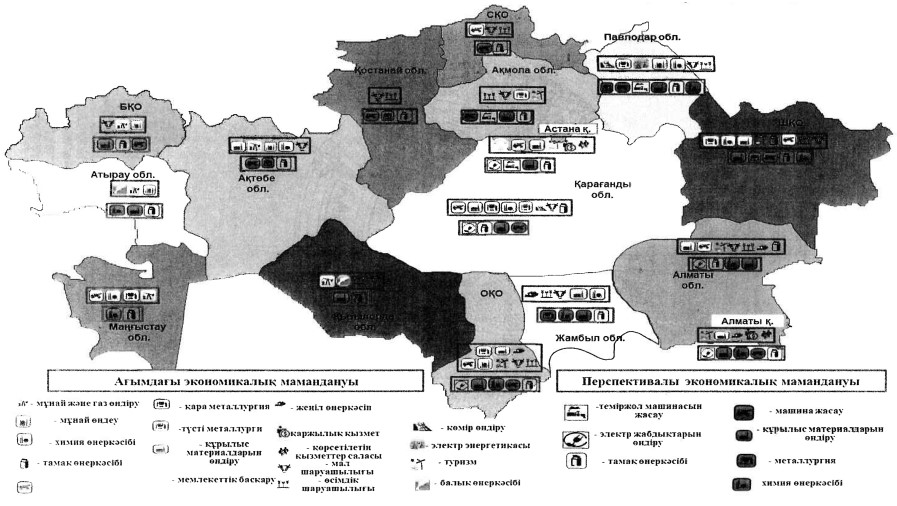 СҚО
Павлодар обл.
Қостанай обл.
Ақмола обл.
БҚО
ШҚО
Астана қ.
Атырау обл.
Ақтөбе
обл.
Қарағанды
обл.
Алматы
обл.
ОҚО
Қызылорда
обл.
Маңғыстау
обл.
Жамбыл обл.
Алматы қ.
Ағымдағы экономикалық мамандануы
- мұнай және газ өндіру
- мұнай өңдеу
- химия өнеркәсібі
- тамақ өнеркәсібі
- қара металлургия
- түсті металлурги
- құрылыс
материалдарын
өндіру
- мемлекеттік басқару
- жеңіл өнеркәсіп
- қаржылық қызмет
- көрсетілетін
қызметтер саласы
- мал
шаруашылығы
- өсімдік
шаруашылығы
- көмір өндіру
- электр энергетикасы
- туризм
- балық өнеркәсібі
Перспективалы экономикалық мамандануы
-теміржол машинасын
жасау
- электр жабдықтарын
өндіру
- тамақ өнеркәсібі
- машина жасау
- құрылыс материалдарын
өндіру
- металлургия
химия өнеркәсібі